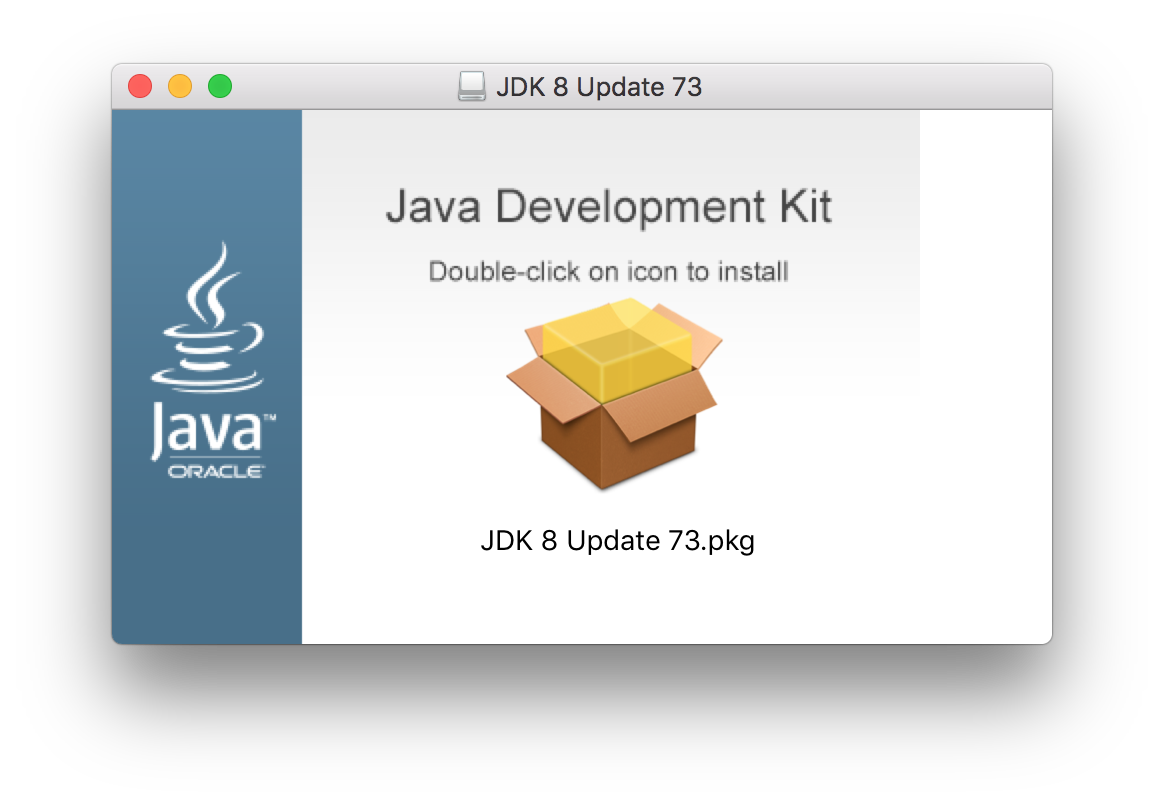 JDK 8 Update 73
Java Development Kit
Double-click on icon to install
Java™
ORACLE
JDK 8 Update 73.pkg